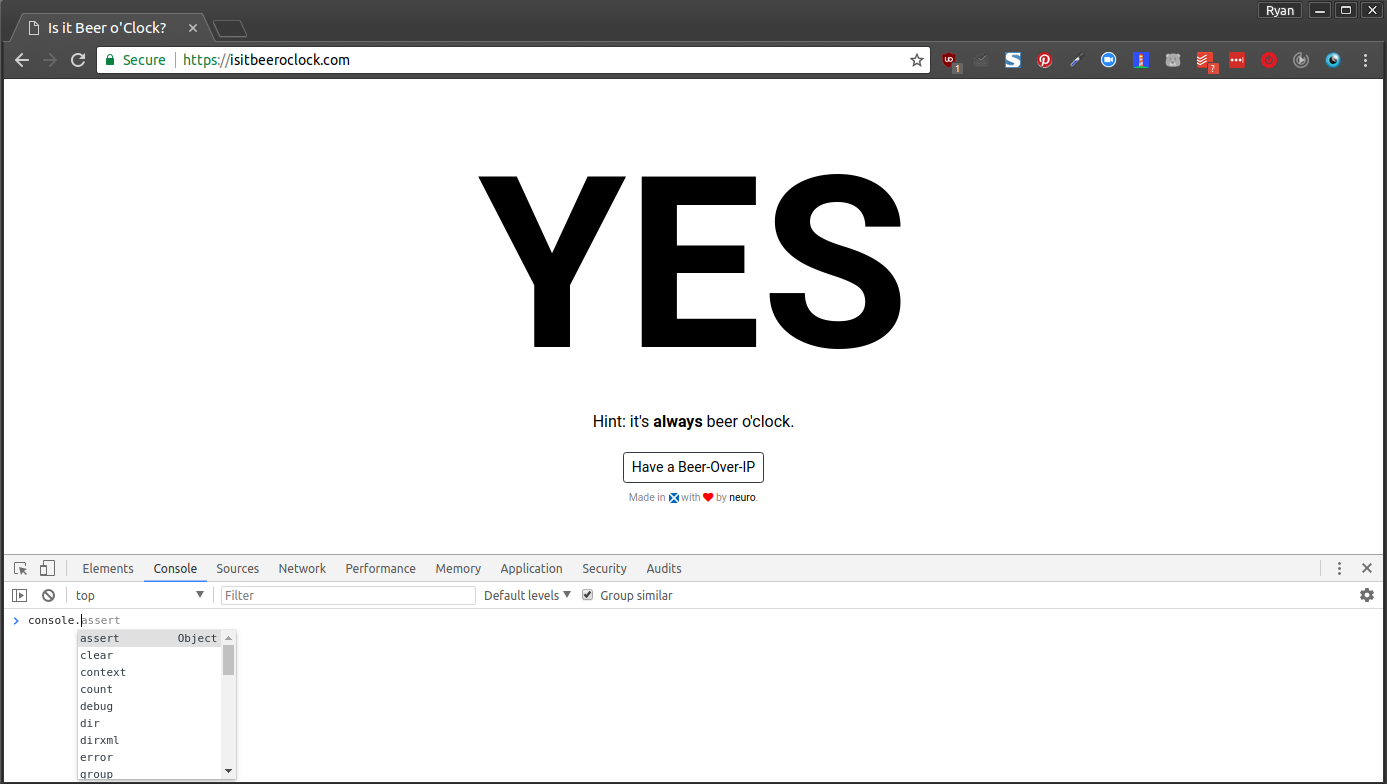 Ryan
Is it Beer o'Clock?
Secure https://isitbeeroclock.com
1
?
YES
Hint: it's always beer o'clock.
Have a Beer-Over-IP
Made in with by neuro.
Elements Console Sources Network Performance Memory Application Security Audits
top Filter Default levels Group similar
console.assert
assert Object
clear
context
count
debug
dir
dirxml
error
group